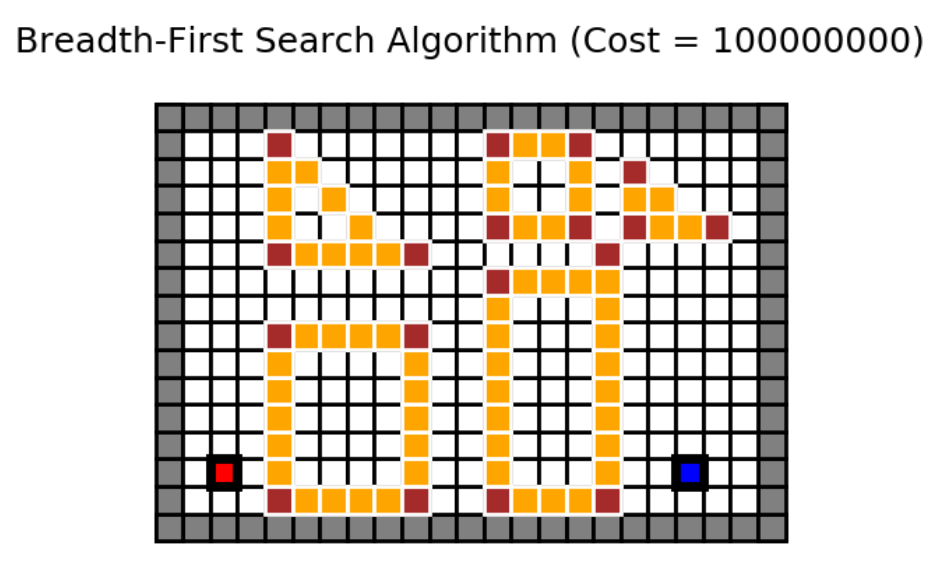 Breadth-First Search Algorithm (Cost = 100000000)